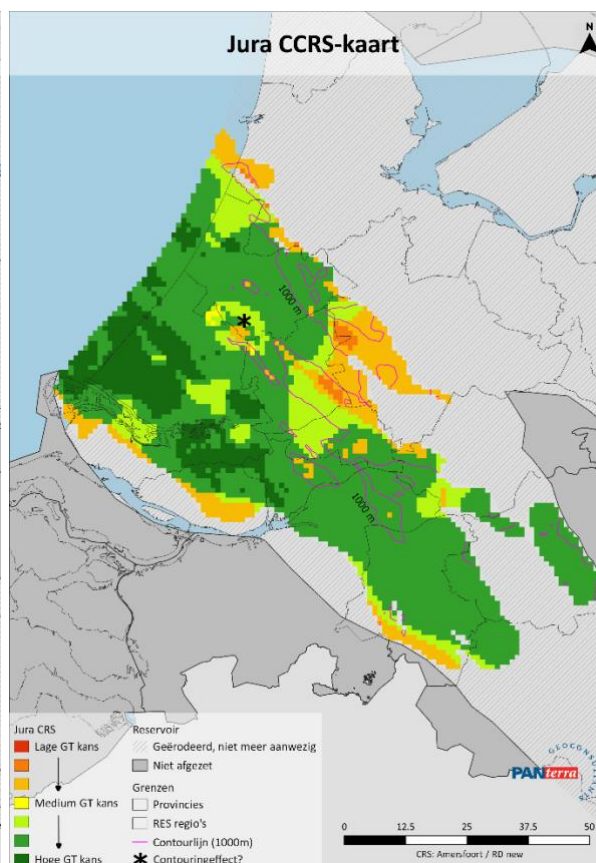 Jura CCRS-kaart
N
1000 m
1000 m
Jura CRS
Lage GT kans
Medium GT kans
Hoge GT kans
Reservoir
Geërodeerd, niet meer aanwezig
Niet afgezet
Grenzen
Provincies
RES regio's
Contourlijn (1000m)
Contouringeffect?
PANterra
GEOCONSULTANTS
0 12.5 25 37.5 50
CRS: Amersfoort / RD new